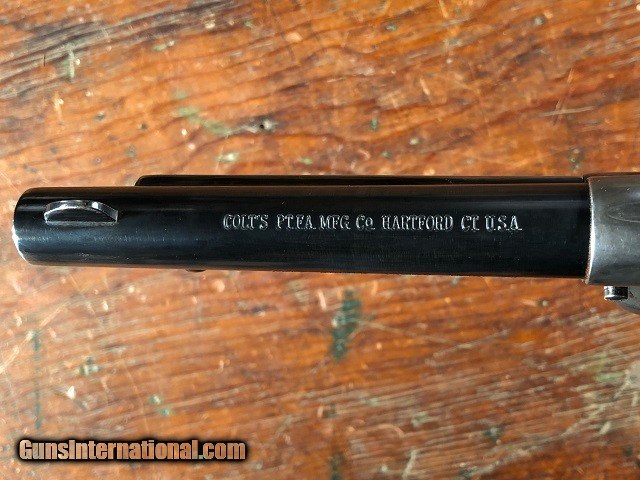 COLT'S PT.F.A. MFG. Co. HARTFORD CT. U.S.A.
GunsInternational.com